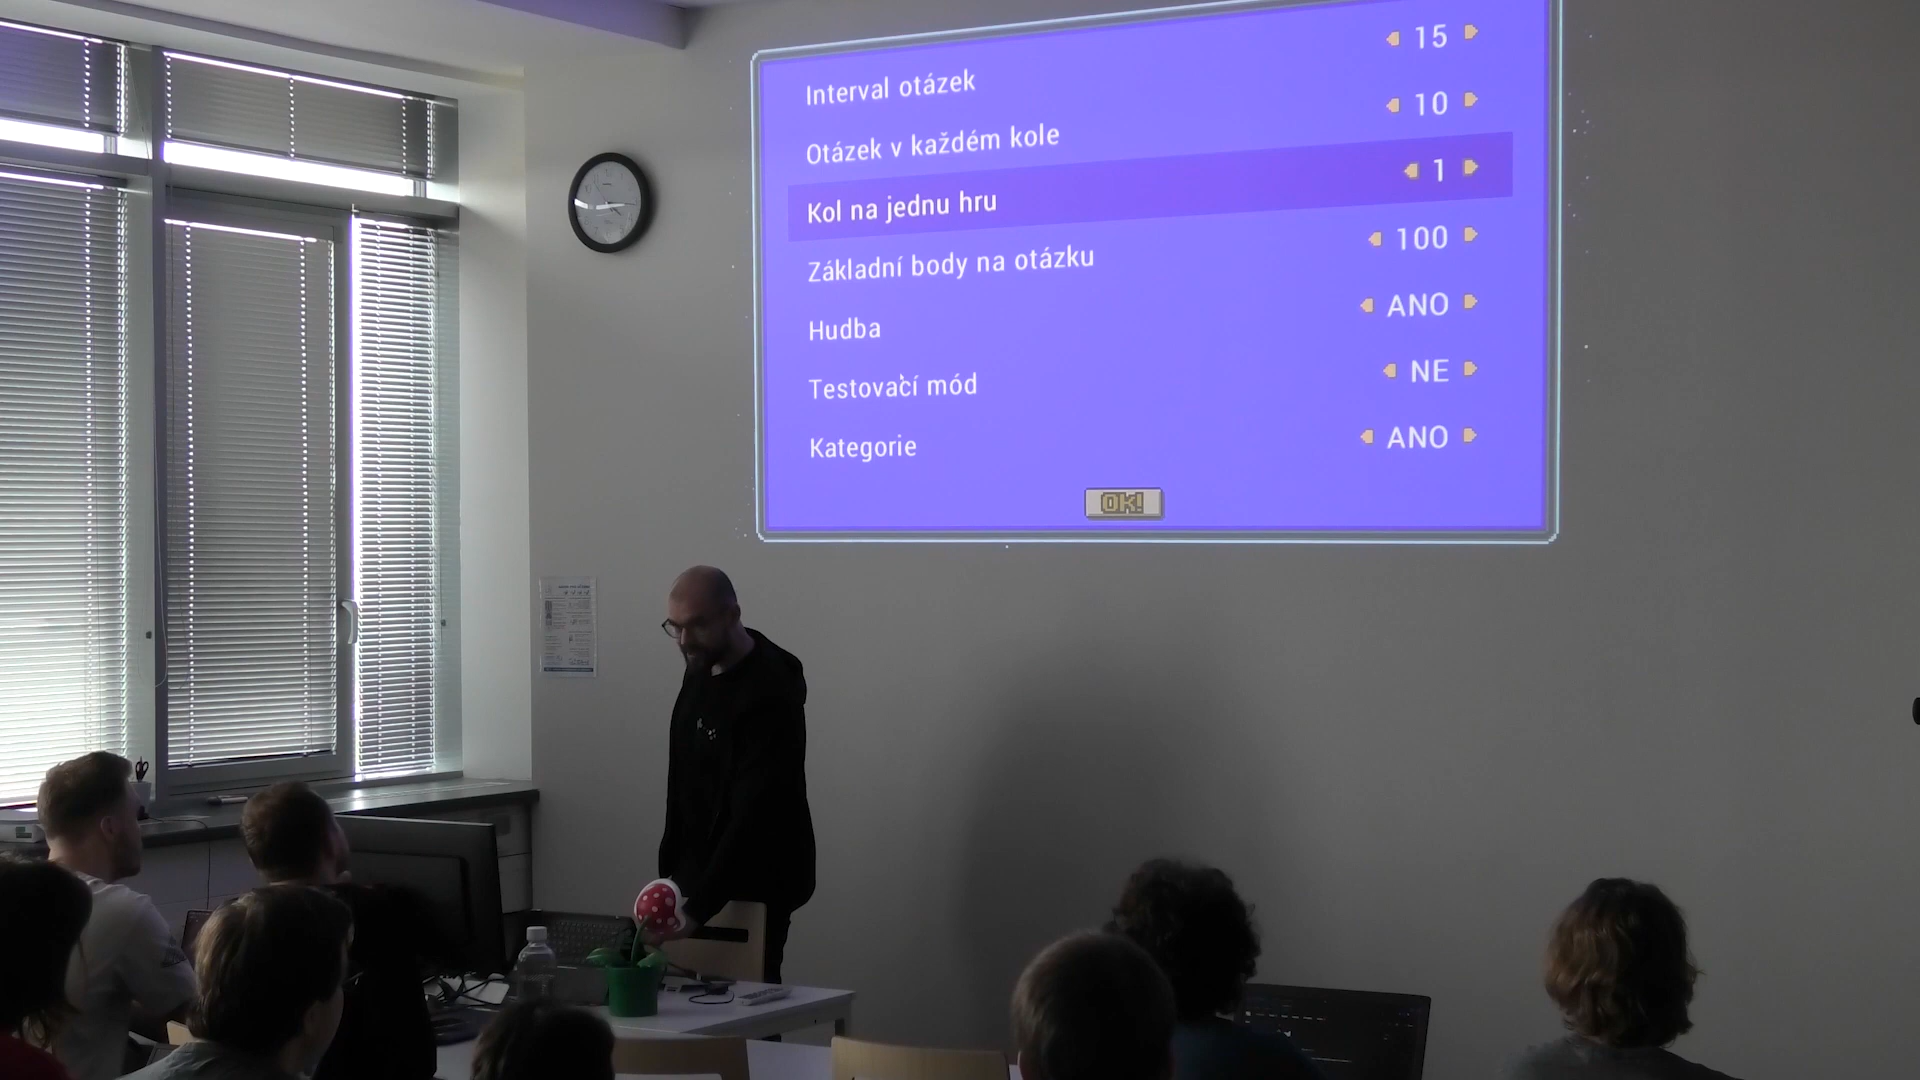 Interval otázek 15
Otázek v každém kole 10
Kol na jednu hru 1
Základní body na otázku 100
Hudba ANO
Testovací mód NE
Kategorie ANO
OK!